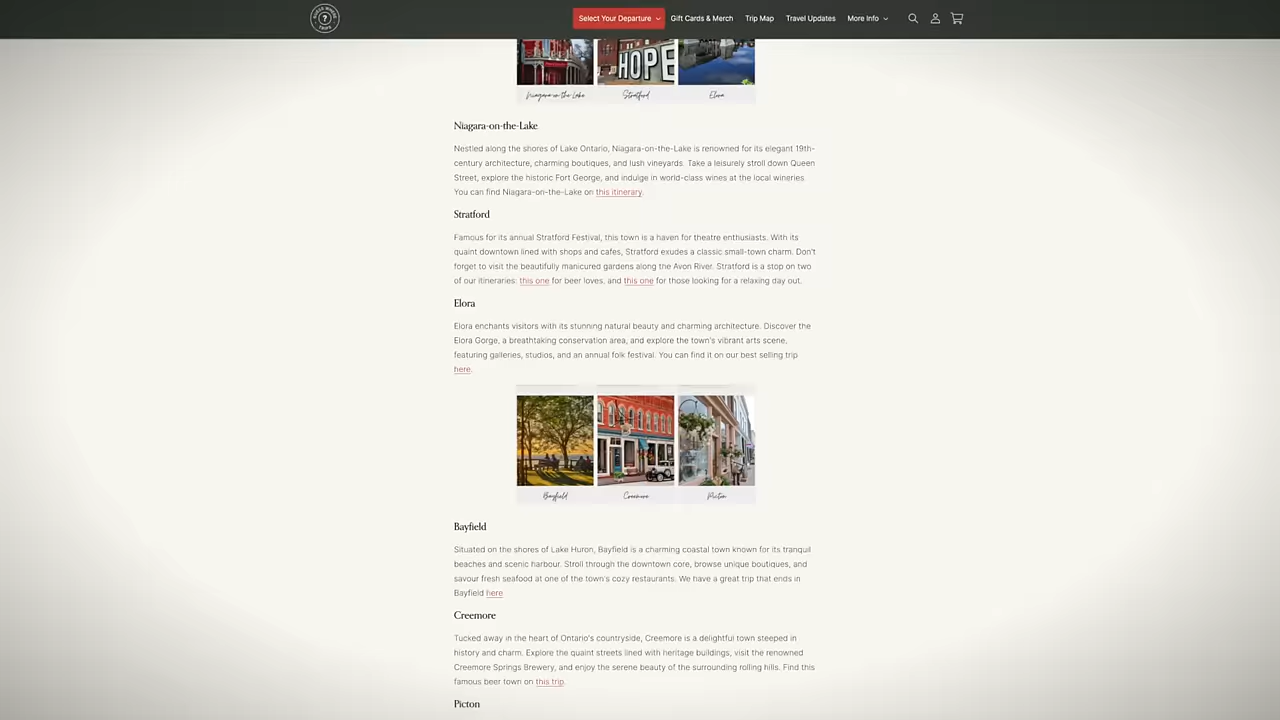 Select Your Departure
Gift Cards & Merch
Trip Map
Travel Updates
More Info
?
HOPE
Niagara on the Lake
Stratford
Elora
Niagara-on-the-Lake
Nestled along the shores of Lake Ontario, Niagara-on-the-Lake is renowned for its elegant 19th-
century architecture, charming boutiques, and lush vineyards. Take a leisurely stroll down Queen
Street, explore the historic Fort George, and indulge in world-class wines at the local wineries.
You can find Niagara-on-the-Lake on this itinerary.
Stratford
Famous for its annual Stratford Festival, this town is a haven for theatre enthusiasts. With its
quaint downtown lined with shops and cafes, Stratford exudes a classic small-town charm. Don't
forget to visit the beautifully manicured gardens along the Avon River. Stratford is a stop on two
of our itineraries: this one for beer loves, and this one for those looking for a relaxing day out.
Elora
Elora enchants visitors with its stunning natural beauty and charming architecture. Discover the
Elora Gorge, a breathtaking conservation area, and explore the town's vibrant arts scene,
featuring galleries, studios, and an annual folk festival. You can find it on our best selling trip
here.
Bayfield
Creemore
Picton
Bayfield
Situated on the shores of Lake Huron, Bayfield is a charming coastal town known for its tranquil
beaches and scenic harbour. Stroll through the downtown core, browse unique boutiques, and
savour fresh seafood at one of the town's cozy restaurants. We have a great trip that ends in
Bayfield here
Creemore
Tucked away in the heart of Ontario's countryside, Creemore is a delightful town steeped in
history and charm. Explore the quaint streets lined with heritage buildings, visit the renowned
Creemore Springs Brewery, and enjoy the serene beauty of the surrounding rolling hills. Find this
famous beer town on this trip.
Picton